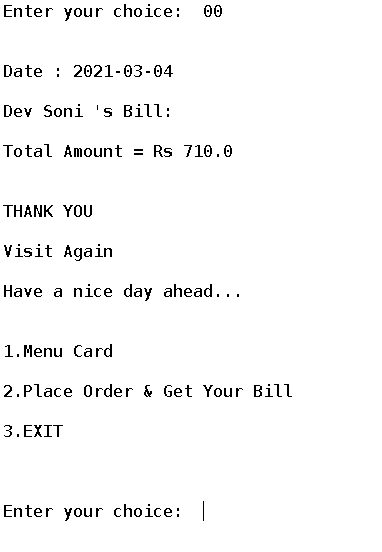 Enter your choice:  00
Date : 2021-03-04
Dev Soni 's Bill:
Total Amount = Rs 710.0
THANK YOU
Visit Again
Have a nice day ahead...
1.Menu Card
2.Place Order & Get Your Bill
3.EXIT
Enter your choice: